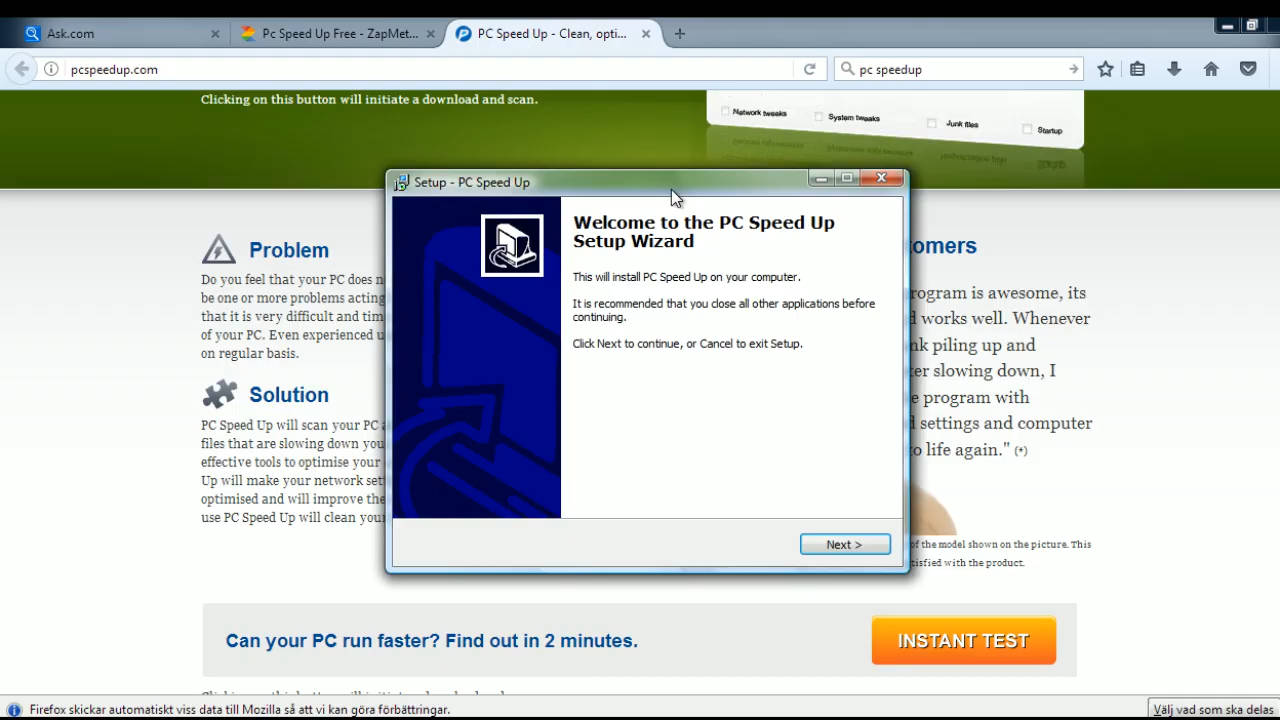 Ask.com
Pc Speed Up Free - ZapMet...
PC Speed Up - Clean, opti...
pcspeedup.com
pc speedup
Clicking on this button will initiate a download and scan.
Network tweaks
System tweaks
Junk files
Startup
Setup - PC Speed Up
Welcome to the PC Speed Up
Setup Wizard
This will install PC Speed Up on your computer.
It is recommended that you close all other applications before
continuing.
Click Next to continue, or Cancel to exit Setup.
Next >
Problem
Do you feel that your PC does n
be one or more problems acting
that it is very difficult and tim
of your PC. Even experienced u
on regular basis.
Solution
PC Speed Up will scan your PC a
files that are slowing down you
effective tools to optimise your
Up will make your network set
optimised and will improve the
use PC Speed Up will clean your
tomers
rogram is awesome, its
d works well. Whenever
nk piling up and
ter slowing down, I
e program with
d settings and computer
to life again." (*)
of the model shown on the picture. This
tisfied with the product.
Can your PC run faster? Find out in 2 minutes.
INSTANT TEST
Firefox skickar automatiskt viss data till Mozilla så att vi kan göra förbättringar.
Välj vad som ska delas